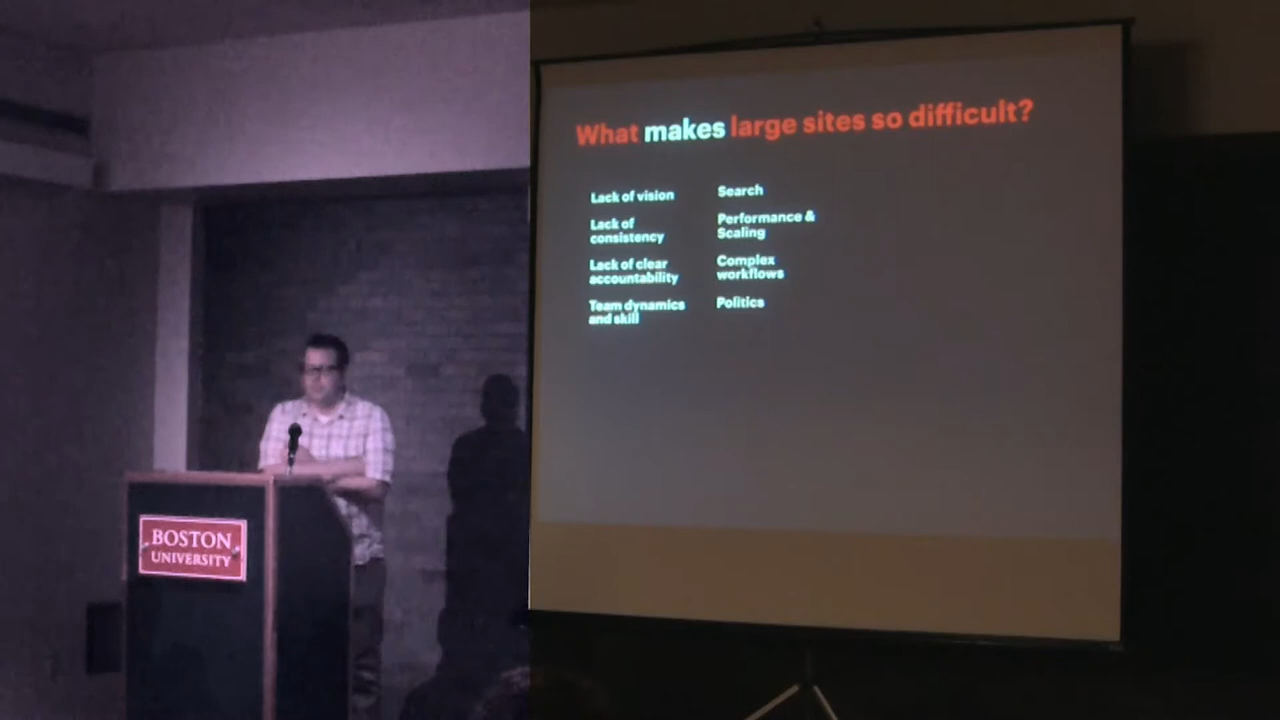 What makes large sites so difficult?
Lack of vision
Lack of
consistency
Lack of clear
accountability
Team dynamics
and skill
Search
Performance &
Scaling
Complex
workflows
Politics
BOSTON
UNIVERSITY